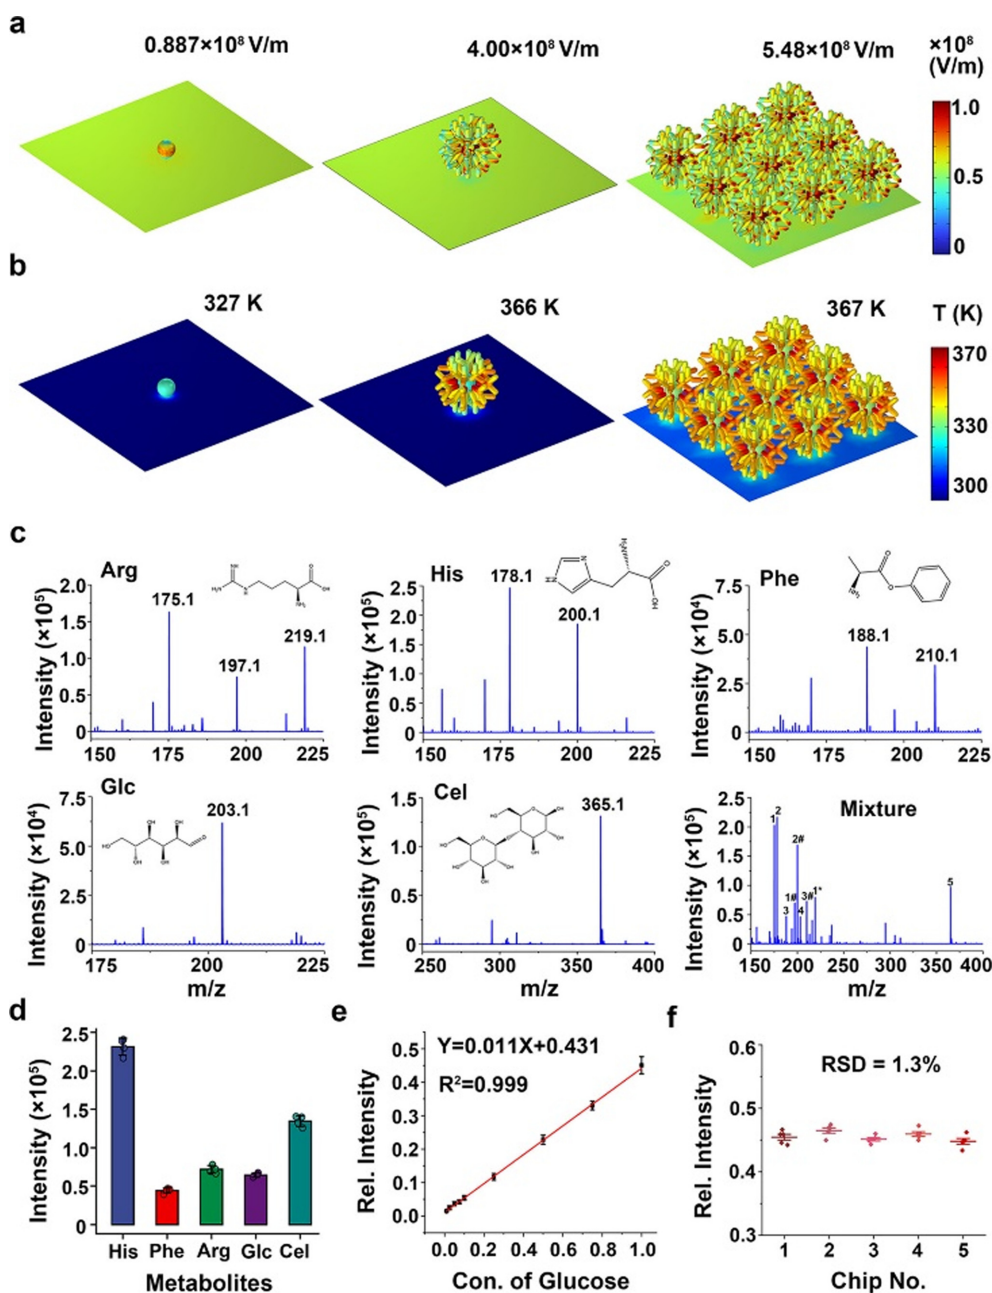 a
0.887×10⁸ V/m
4.00×10⁸ V/m
5.48×10⁸ V/m
×10⁸
(V/m)
1.0
0.5
0
b
327 K
366 K
367 K
T (K)
370
330
300
c
Arg
Intensity (×10⁵)
2.0
1.5
1.0
0.5
0
175.1
197.1
219.1
150 175 200 225
His
Intensity (×10⁵)
2.5
2.0
1.5
1.0
0.5
0
178.1
200.1
150 175 200 225
Phe
Intensity (×10⁴)
7.5
5.0
2.5
0
188.1
210.1
150 175 200 225
Glc
Intensity (×10⁴)
7.5
5.0
2.5
0
203.1
175 200 225
m/z
Cel
Intensity (×10⁵)
1.5
1.0
0.5
0
365.1
250 300 350 400
m/z
Mixture
Intensity (×10⁵)
2.5
2.0
1.5
1.0
0.5
0
1 2
2#
1# 3# 1*
3 4
5
150 200 250 300 350 400
m/z
d
Intensity (×10⁵)
2.5
2.0
1.5
1.0
0.5
0
His Phe Arg Glc Cel
Metabolites
e
Y=0.011X+0.431
R²=0.999
Rel. Intensity
0.5
0.4
0.3
0.2
0.1
0.0
0.0 0.2 0.4 0.6 0.8 1.0
Con. of Glucose
f
RSD = 1.3%
Rel. Intensity
0.6
0.5
0.4
0.3
1 2 3 4 5
Chip No.